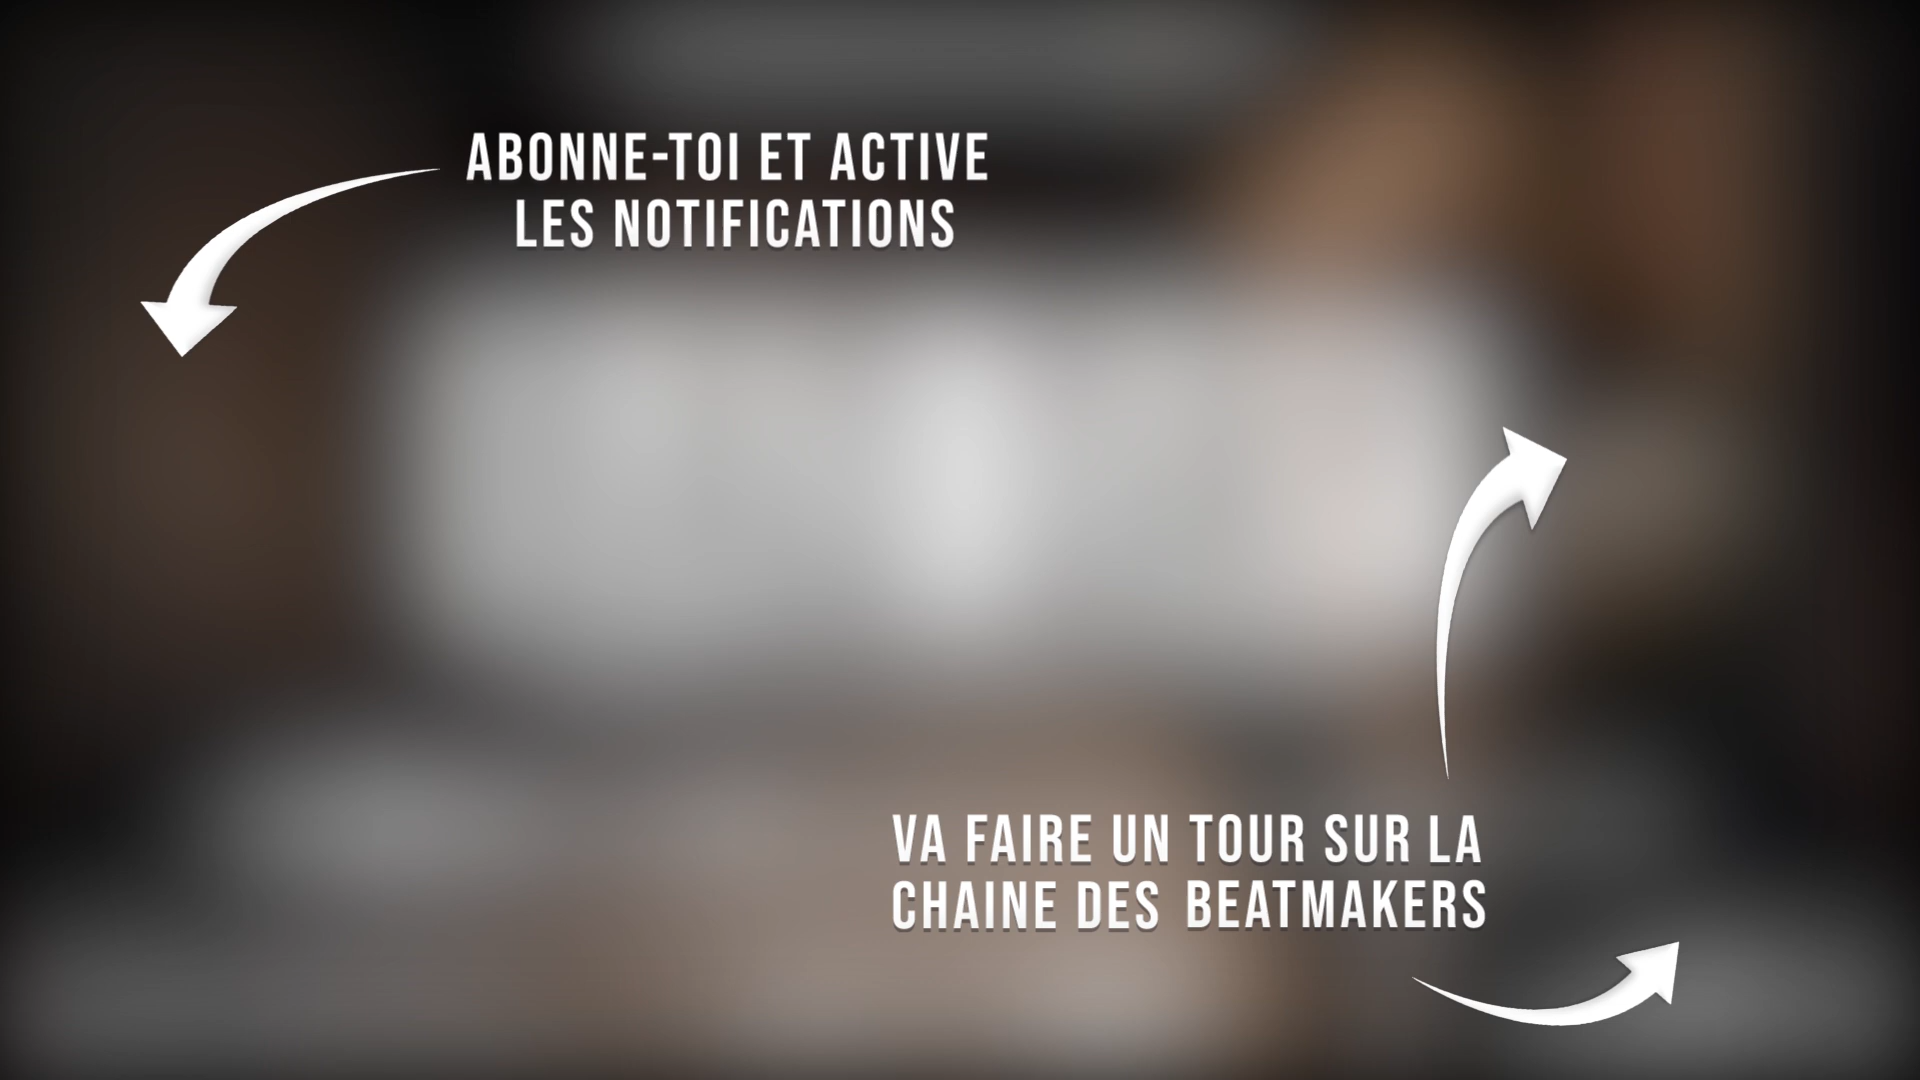 ABONNE-TOI ET ACTIVE
LES NOTIFICATIONS
VA FAIRE UN TOUR SUR LA
CHAINE DES BEATMAKERS